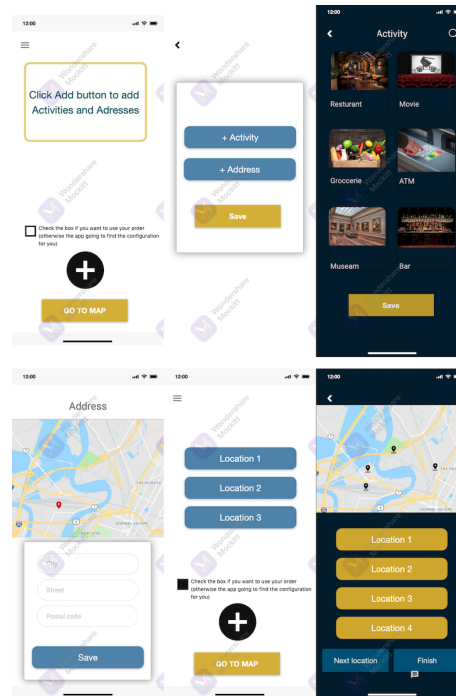 12:00
Click Add button to add
Activities and Adresses
Check the box if you want to use your order
(otherwise the app going to find the configuration
for you)
GO TO MAP
+ Activity
+ Address
Save
12:00
Activity
Resturant
Movie
Groccerie
ATM
Museam
Bar
Save
12:00
Address
City
Street
Postal code
Save
12:00
Location 1
Location 2
Location 3
Check the box if you want to use your order
(otherwise the app going to find the configuration
for you)
GO TO MAP
12:00
Location 1
Location 2
Location 3
Location 4
Next location
Finish
Wondershare
Mockitt